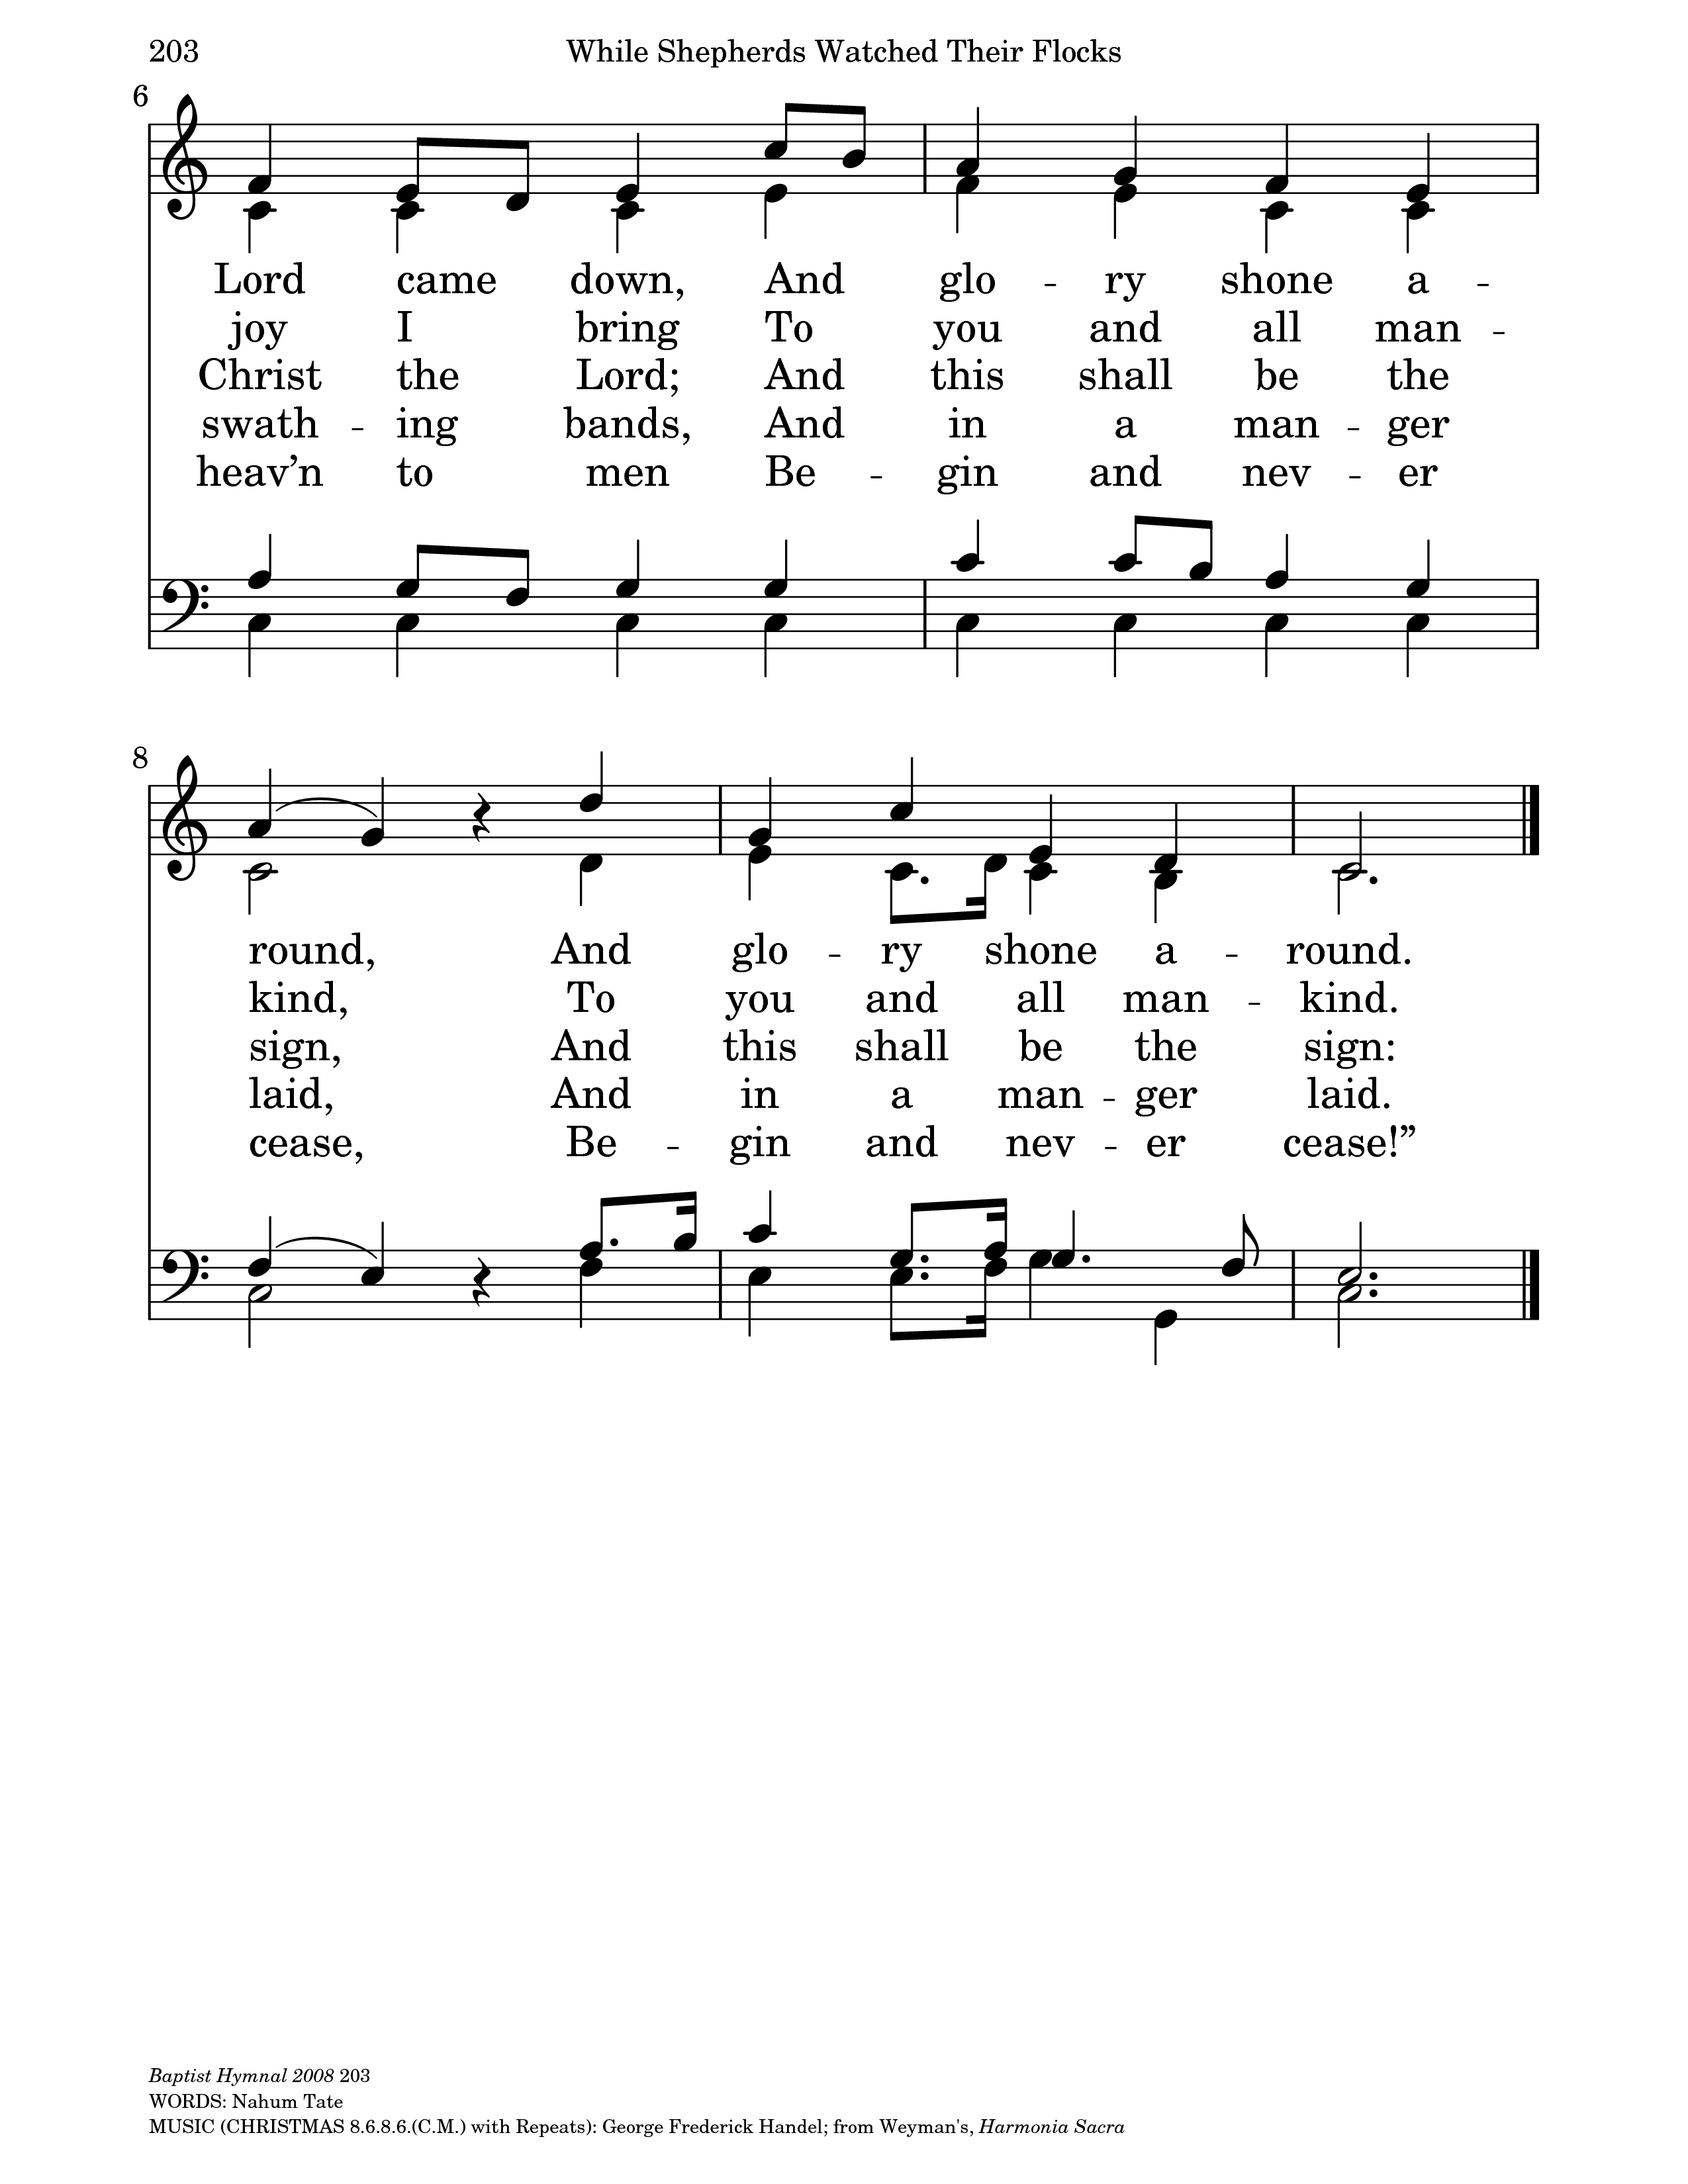 203 While Shepherds Watched Their Flocks
6
Lord came down, And glo - ry shone a -
joy I bring To you and all man -
Christ the Lord; And this shall be the
swath - ing bands, And in a man - ger
heav’n to men Be - gin and nev - er
8
round, And glo - ry shone a - round.
kind, To you and all man - kind.
sign, And this shall be the sign:
laid, And in a man - ger laid.
cease, Be - gin and nev - er cease!”
Baptist Hymnal 2008 203
WORDS: Nahum Tate
MUSIC (CHRISTMAS 8.6.8.6.(C.M.) with Repeats): George Frederick Handel; from Weyman's, Harmonia Sacra